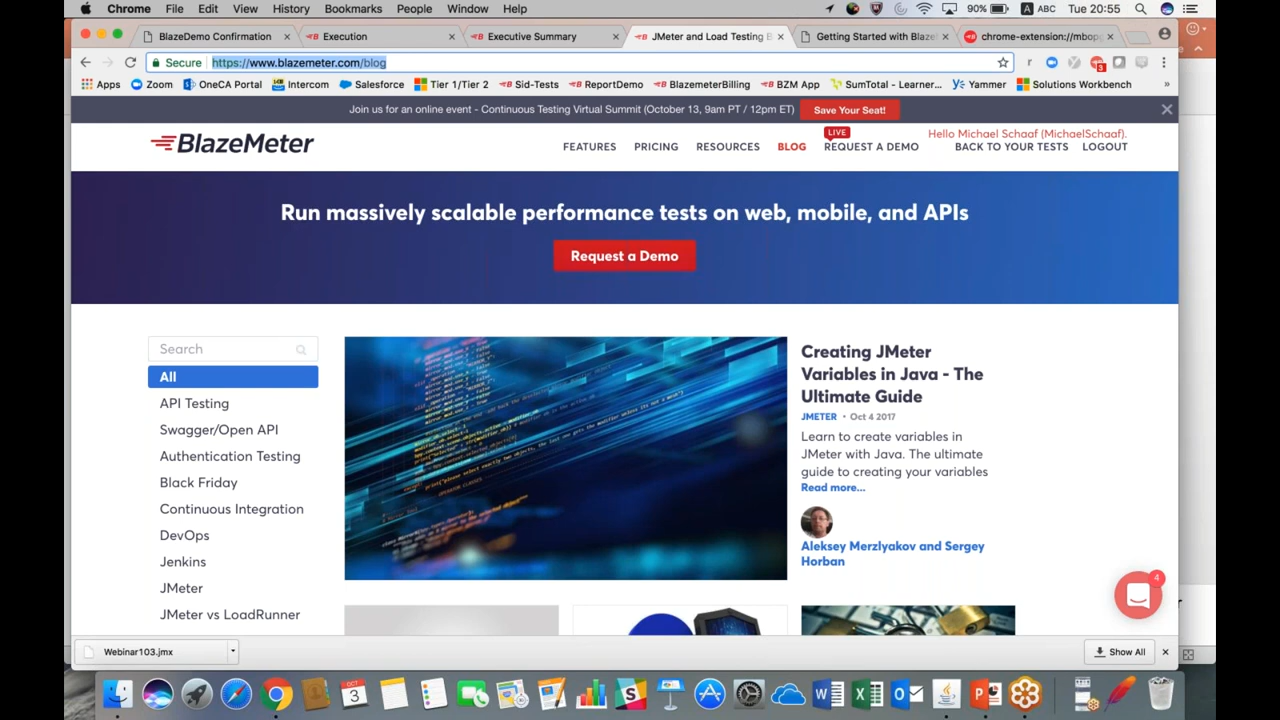 Chrome File Edit View History Bookmarks People Window Help 90% A ABC Tue 20:55
BlazeDemo Confirmation × Execution × Executive Summary × JMeter and Load Testing B × Getting Started with Blaze × chrome-extension://mbopg ×
Secure https://www.blazemeter.com/blog
Apps Zoom OneCA Portal Intercom Salesforce Tier 1/Tier 2 Sid-Tests ReportDemo BlazemeterBilling BZM App SumTotal - Learner... Yammer Solutions Workbench »
Join us for an online event - Continuous Testing Virtual Summit (October 13, 9am PT / 12pm ET) Save Your Seat!
BlazeMeter
LIVE
Hello Michael Schaaf (MichaelSchaaf).
FEATURES PRICING RESOURCES BLOG REQUEST A DEMO BACK TO YOUR TESTS LOGOUT
Run massively scalable performance tests on web, mobile, and APIs
Request a Demo
Search
All
API Testing
Swagger/Open API
Authentication Testing
Black Friday
Continuous Integration
DevOps
Jenkins
JMeter
JMeter vs LoadRunner
Creating JMeter
Variables in Java - The
Ultimate Guide
JMETER • Oct 4 2017
Learn to create variables in
JMeter with Java. The ultimate
guide to creating your variables
Read more...
Aleksey Merzlyakov and Sergey
Horban
4
Webinar103.jmx
Show All
OCT
3